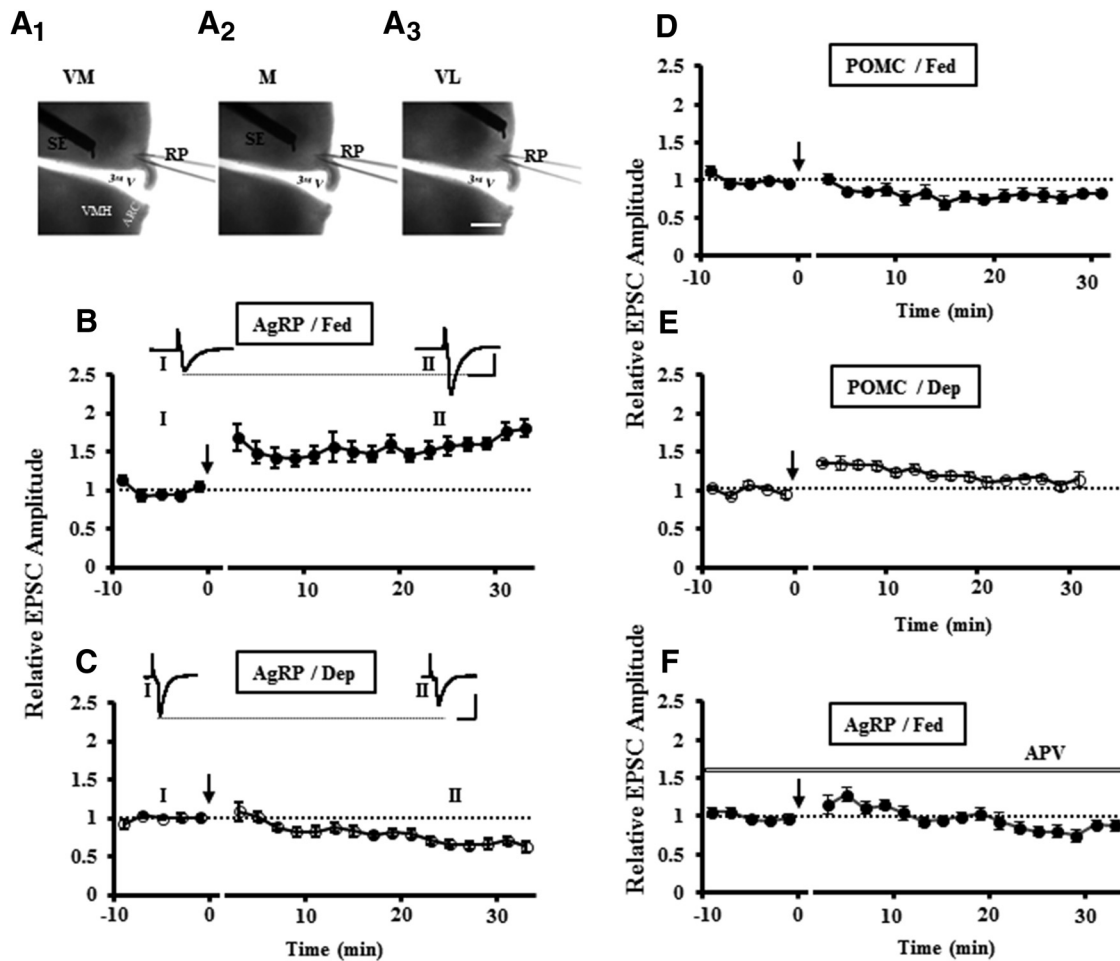 A1
A2
A3
VM
M
VL
SE
RP
3rd V
VMH
ARC
SE
RP
3rd V
RP
3rd V
B
AgRP / Fed
I
II
I
II
2.5
2
1.5
1
0.5
0
-10
0
10
20
30
Relative EPSC Amplitude
C
AgRP / Dep
I
II
I
II
2.5
2
1.5
1
0.5
0
-10
0
10
20
30
Time (min)
D
POMC / Fed
2.5
2
1.5
1
0.5
0
-10
0
10
20
30
Time (min)
Relative EPSC Amplitude
E
POMC / Dep
2.5
2
1.5
1
0.5
0
-10
0
10
20
30
Time (min)
F
AgRP / Fed
APV
2.5
2
1.5
1
0.5
0
-10
0
10
20
30
Time (min)
Relative EPSC Amplitude